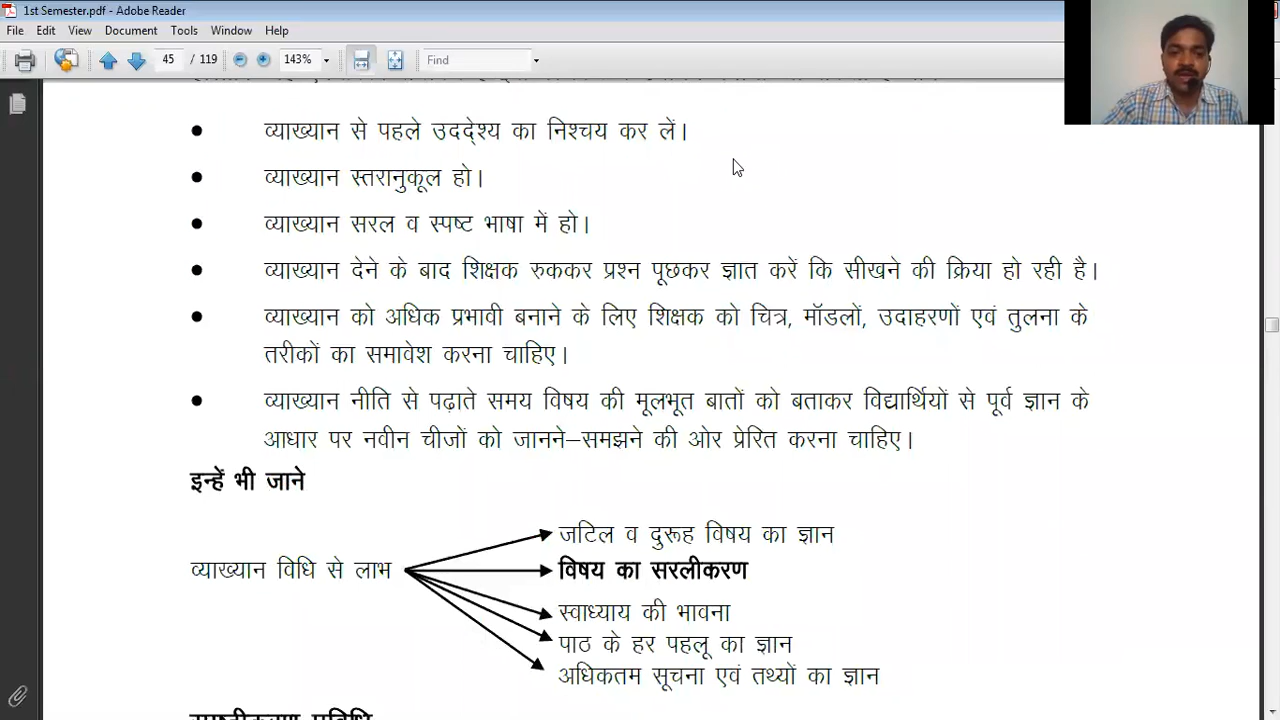 1st Semester.pdf - Adobe Reader
File Edit View Document Tools Window Help
45 / 119 143% Find
• व्याख्यान से पहले उद्देश्य का निश्चय कर लें।
• व्याख्यान स्तरानुकूल हो।
• व्याख्यान सरल व स्पष्ट भाषा में हो।
• व्याख्यान देने के बाद शिक्षक रुककर प्रश्न पूछकर ज्ञात करें कि सीखने की क्रिया हो रही है।
• व्याख्यान को अधिक प्रभावी बनाने के लिए शिक्षक को चित्र, मॉडलों, उदाहरणों एवं तुलना के
तरीकों का समावेश करना चाहिए।
• व्याख्यान नीति से पढ़ाते समय विषय की मूलभूत बातों को बताकर विद्यार्थियों से पूर्व ज्ञान के
आधार पर नवीन चीजों को जानने–समझने की ओर प्रेरित करना चाहिए।
इन्हें भी जाने
जटिल व दुरूह विषय का ज्ञान
व्याख्यान विधि से लाभ विषय का सरलीकरण
स्वाध्याय की भावना
पाठ के हर पहलू का ज्ञान
अधिकतम सूचना एवं तथ्यों का ज्ञान